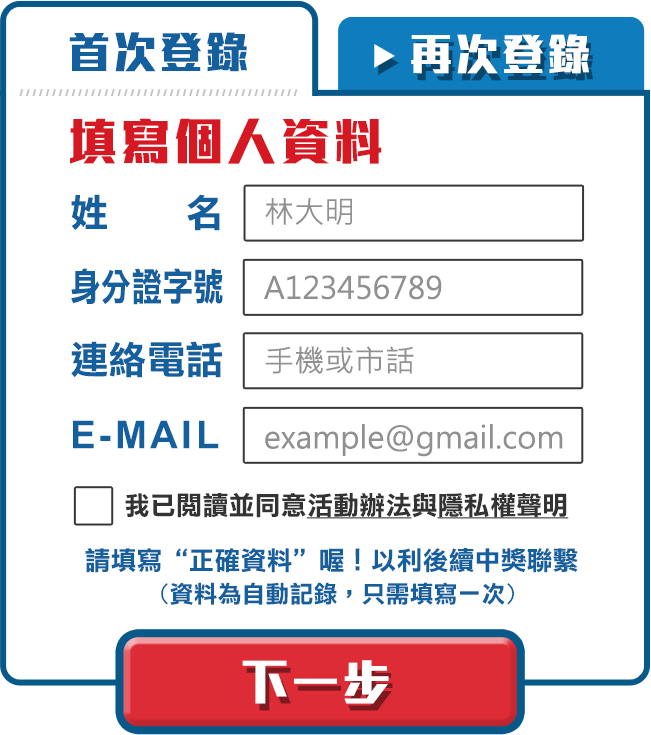 首次登錄
▶再次登錄
填寫個人資料
姓 名 林大明
身分證字號 A123456789
連絡電話 手機或市話
E-MAIL example@gmail.com
我已閱讀並同意活動辦法與隱私權聲明
請填寫“正確資料”喔！以利後續中獎聯繫
（資料為自動記錄，只需填寫一次）
下一步